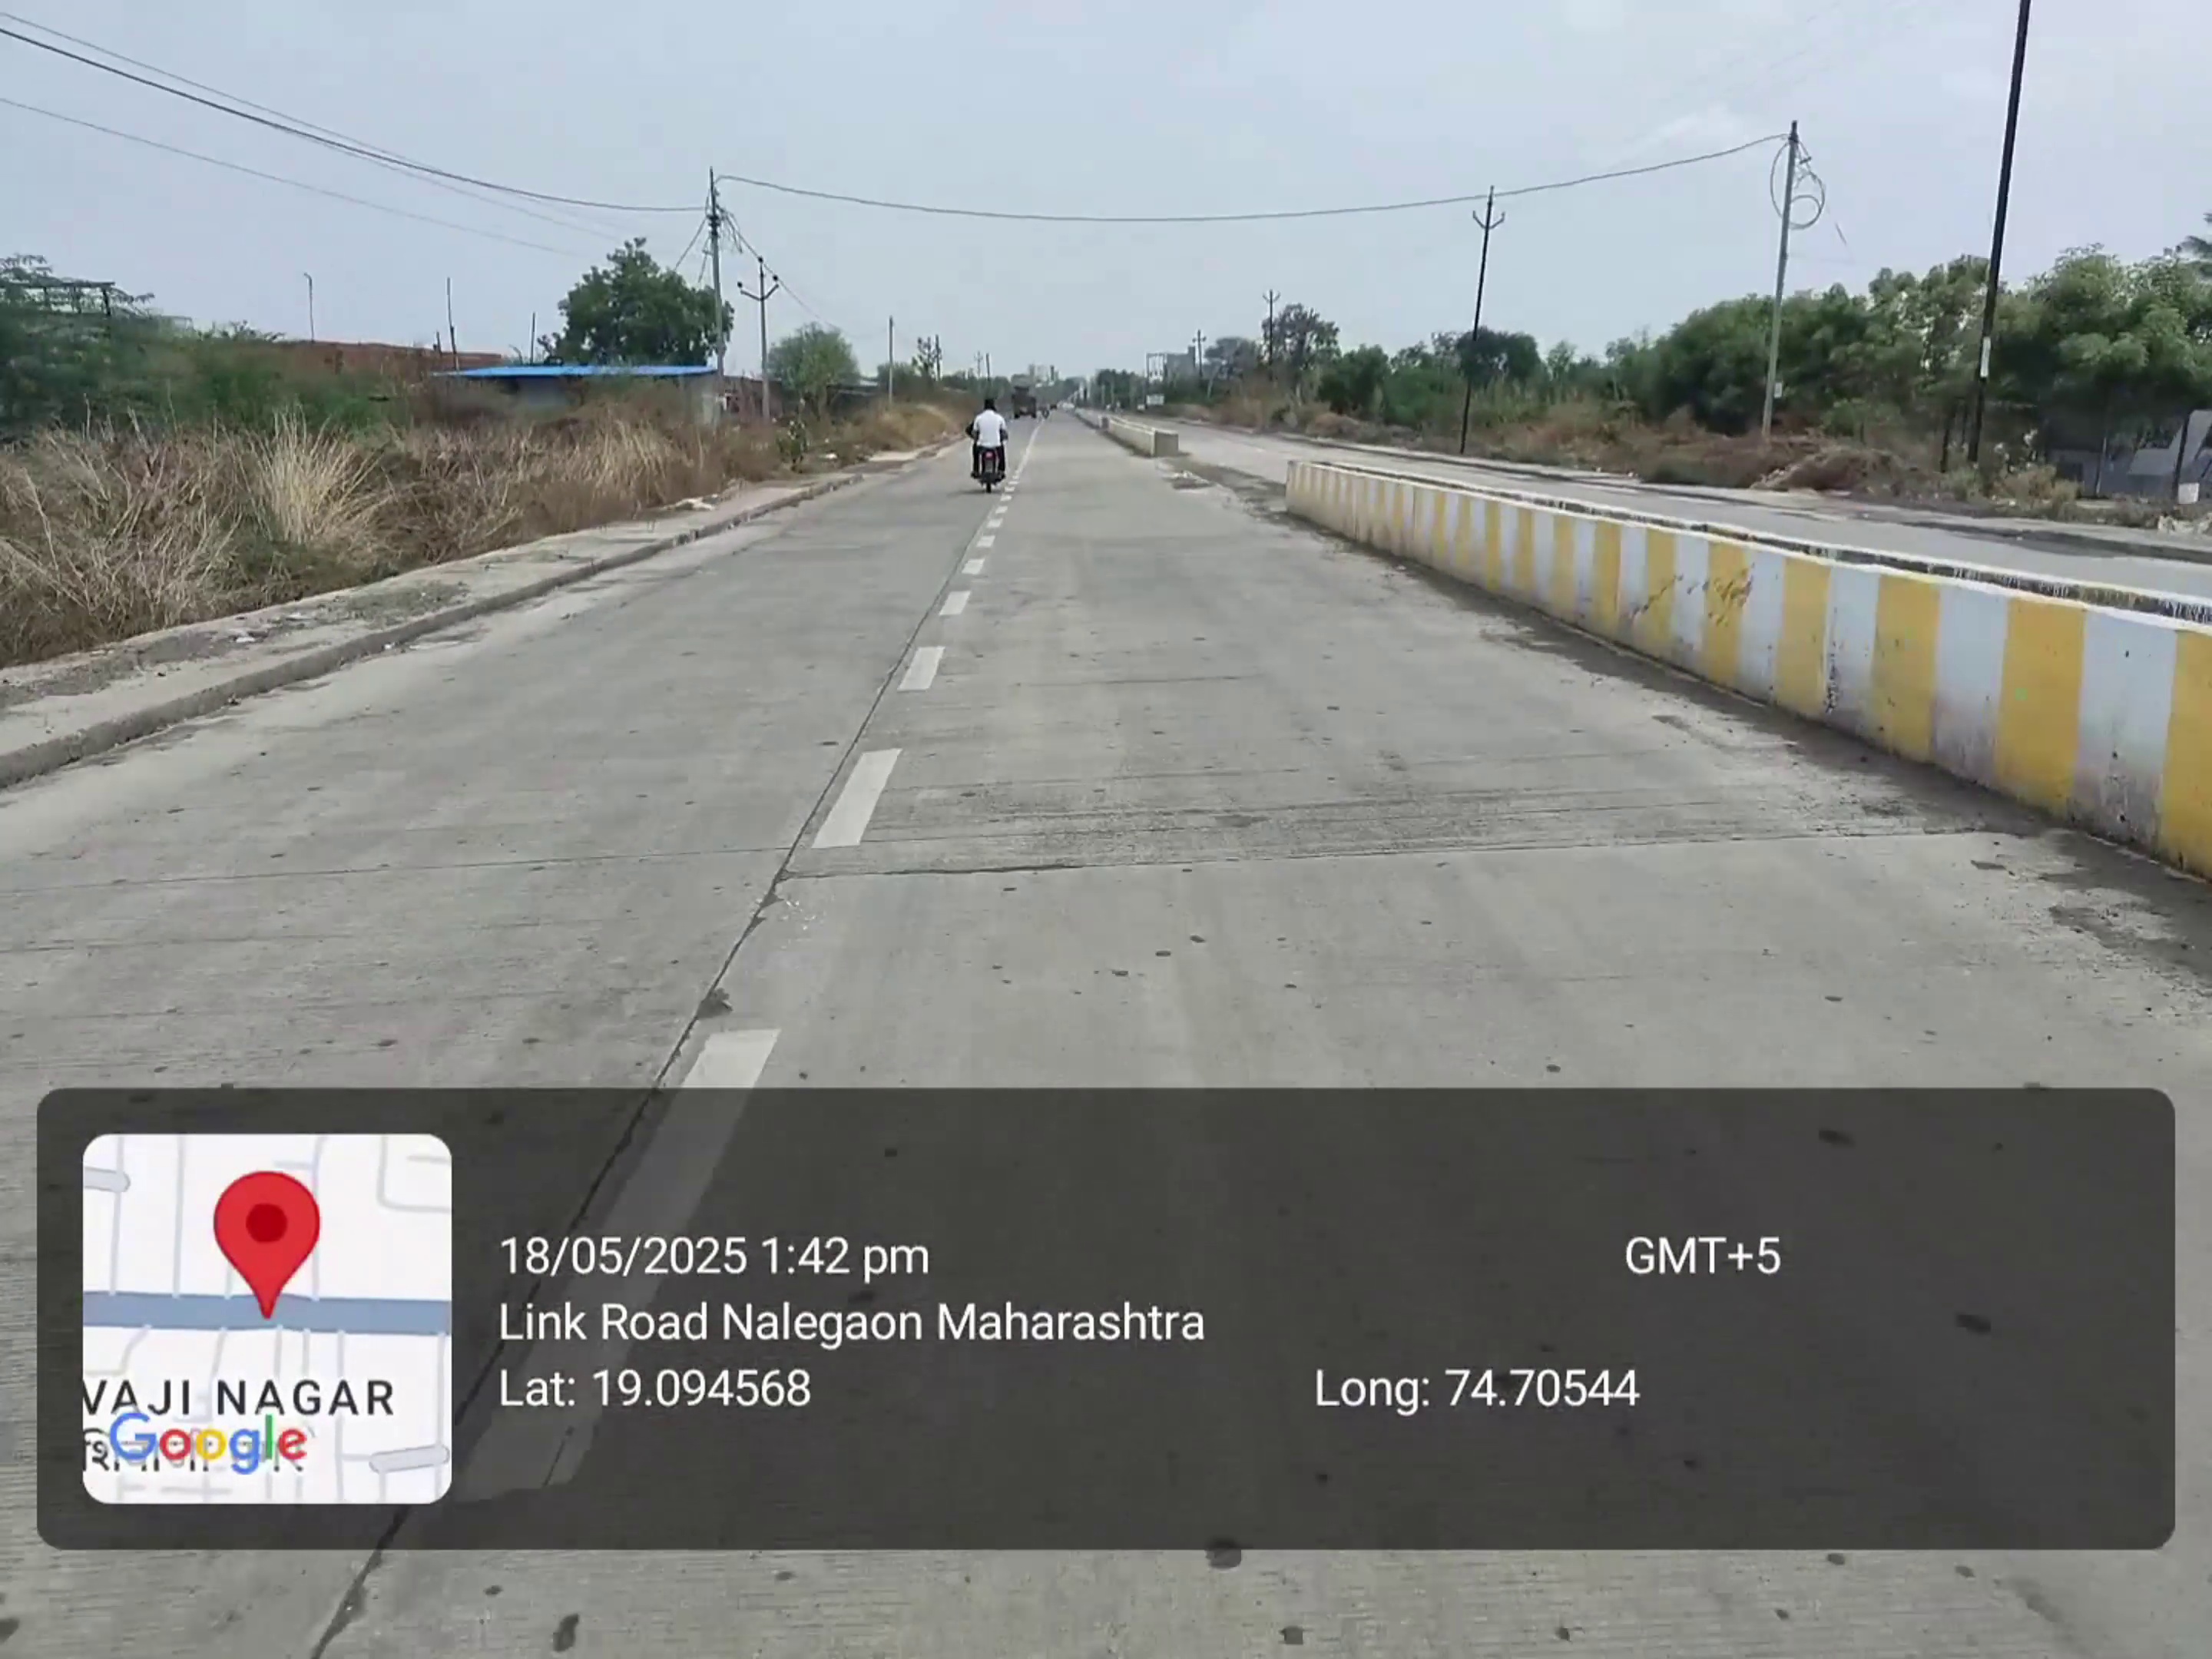 18/05/2025 1:42 pm GMT+5
Link Road Nalegaon Maharashtra
Lat: 19.094568 Long: 74.70544
VAJI NAGAR
Google